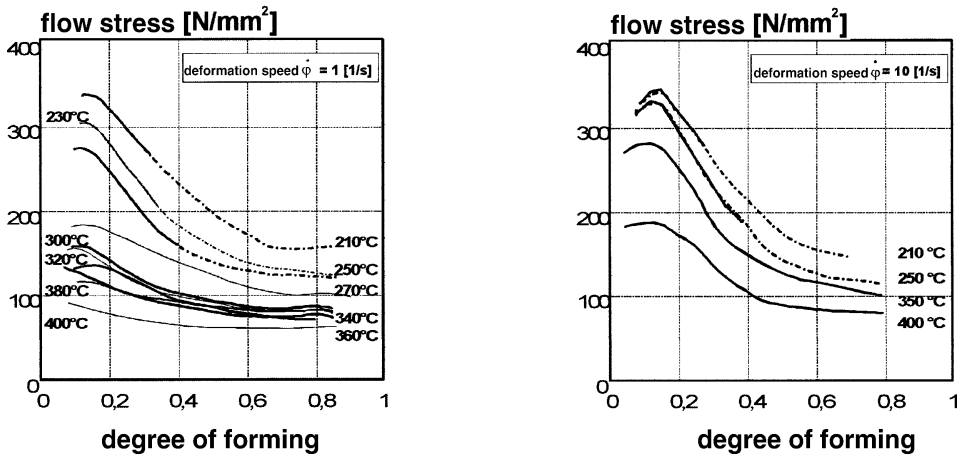 flow stress [N/mm²]
400
deformation speed φ̇ = 1 [1/s]
230°C
300
200
210°C
300°C
320°C
250°C
270°C
380°C
100
340°C
400°C
360°C
0
0 0,2 0,4 0,6 0,8 1
degree of forming
flow stress [N/mm²]
400
deformation speed φ̇ = 10 [1/s]
300
200
210 °C
250 °C
350 °C
100
400 °C
0
0 0,2 0,4 0,6 0,8 1
degree of forming